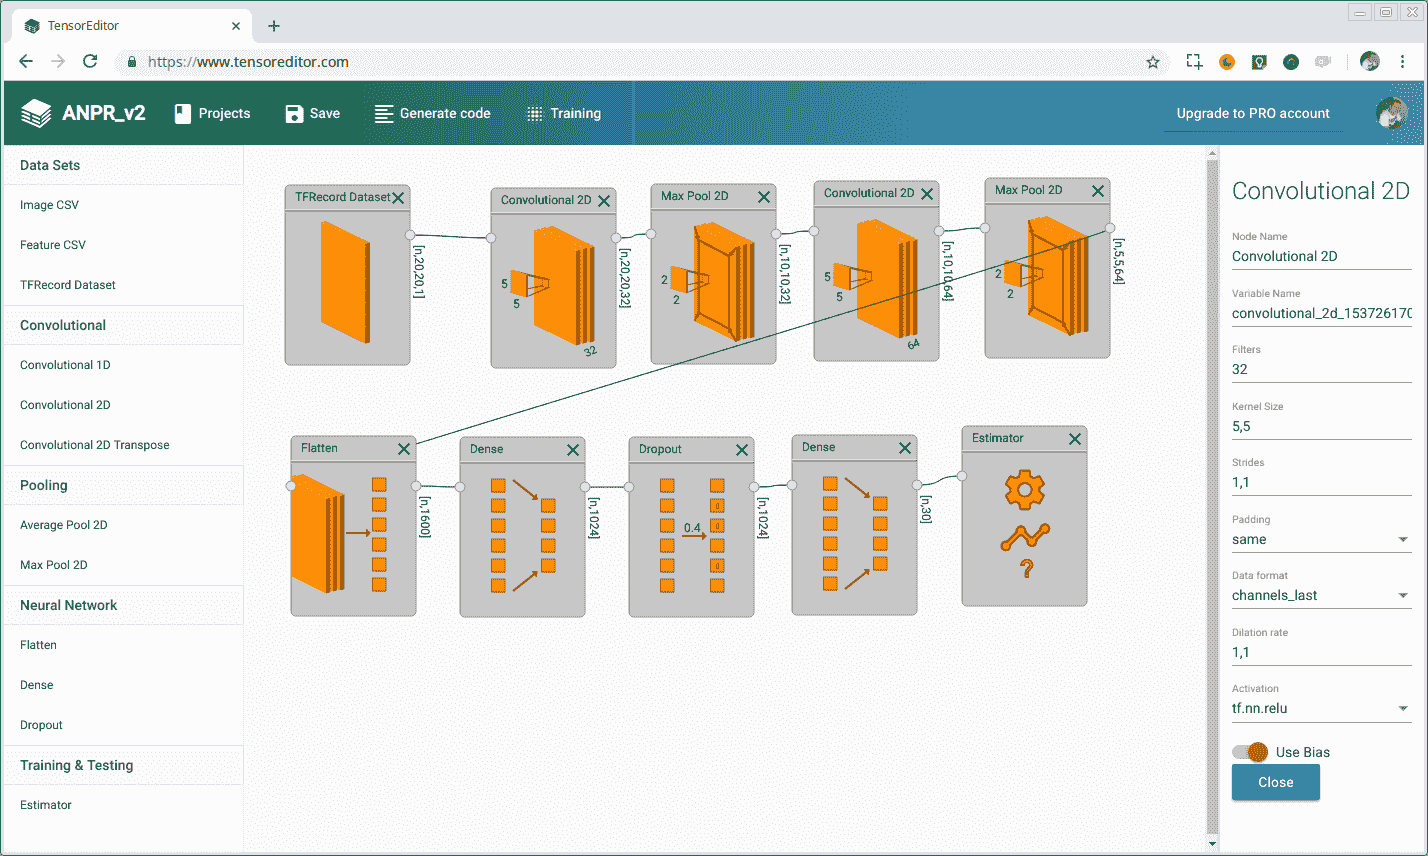 TensorEditor
https://www.tensoreditor.com
ANPR_v2
Projects
Save
Generate code
Training
Upgrade to PRO account
Data Sets
Image CSV
Feature CSV
TFRecord Dataset
Convolutional
Convolutional 1D
Convolutional 2D
Convolutional 2D Transpose
Pooling
Average Pool 2D
Max Pool 2D
Neural Network
Flatten
Dense
Dropout
Training & Testing
Estimator
TFRecord Dataset
[n,20,20,1]
Convolutional 2D
5
5
32
[n,20,20,32]
Max Pool 2D
2
2
[n,10,10,32]
Convolutional 2D
5
5
64
[n,10,10,64]
Max Pool 2D
2
2
[n,5,5,64]
Flatten
[n,1600]
Dense
[n,1024]
Dropout
0.4
0
0
0
0
[n,1024]
Dense
[n,30]
Estimator
?
Convolutional 2D
Node Name
Convolutional 2D
Variable Name
convolutional_2d_153726170
Filters
32
Kernel Size
5,5
Strides
1,1
Padding
same
Data format
channels_last
Dilation rate
1,1
Activation
tf.nn.relu
Use Bias
Close